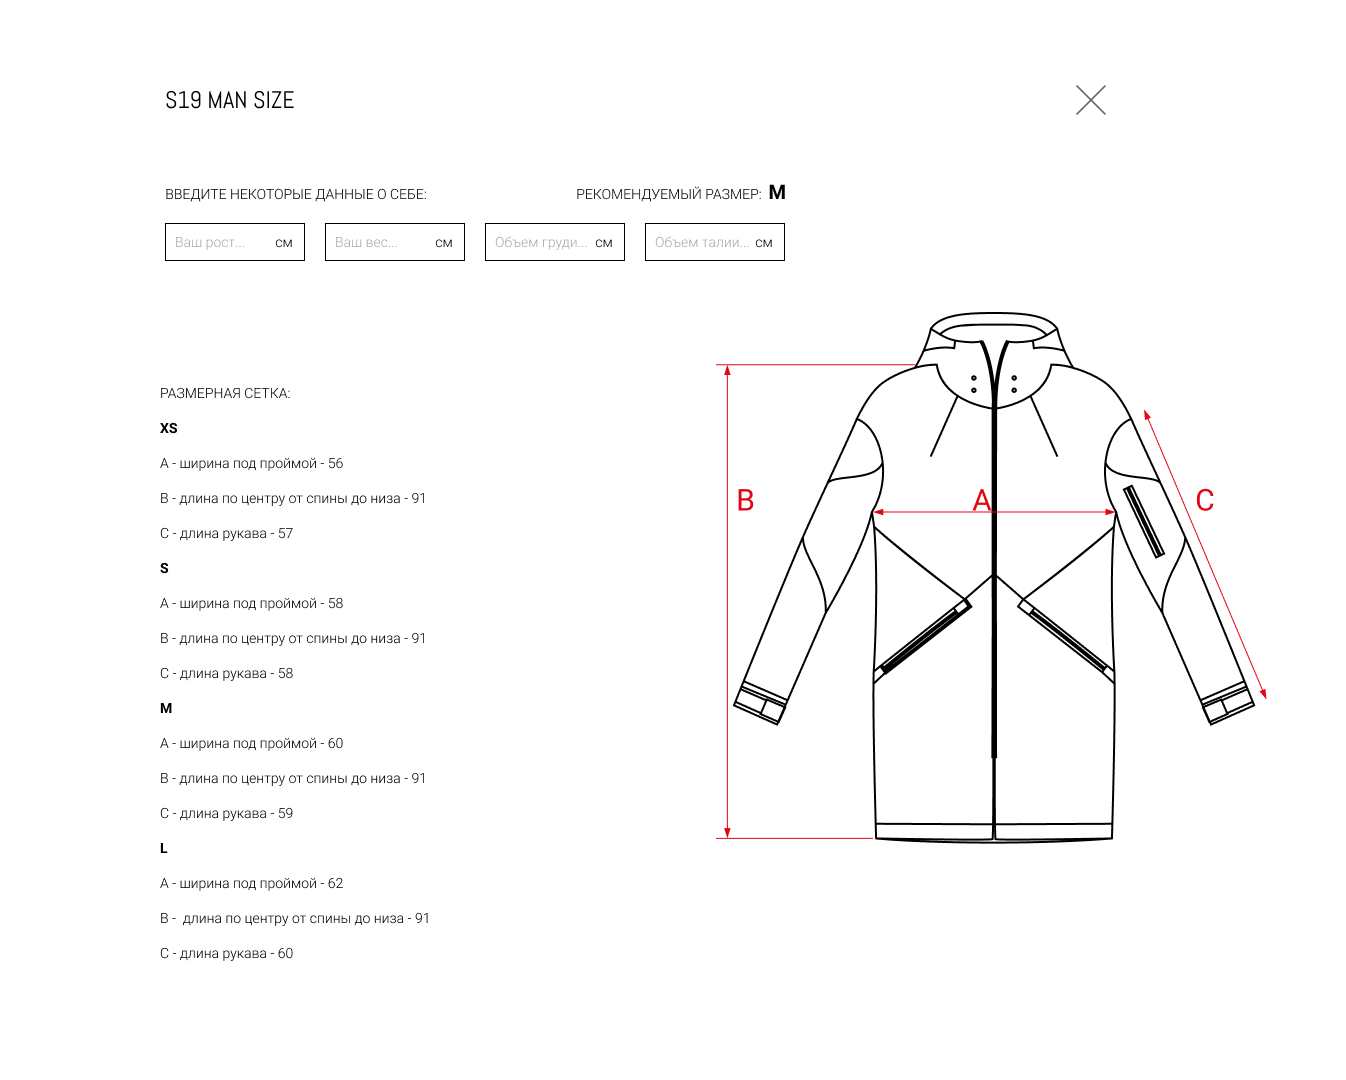 S19 MAN SIZE
ВВЕДИТЕ НЕКОТОРЫЕ ДАННЫЕ О СЕБЕ:
РЕКОМЕНДУЕМЫЙ РАЗМЕР: M
Ваш рост... см
Ваш вес... см
Объем груди... см
Объем талии... см
РАЗМЕРНАЯ СЕТКА:
XS
А - ширина под проймой - 56
В - длина по центру от спины до низа - 91
С - длина рукава - 57
S
А - ширина под проймой - 58
В - длина по центру от спины до низа - 91
С - длина рукава - 58
M
А - ширина под проймой - 60
В - длина по центру от спины до низа - 91
С - длина рукава - 59
L
А - ширина под проймой - 62
В -  длина по центру от спины до низа - 91
С - длина рукава - 60
B
A
C